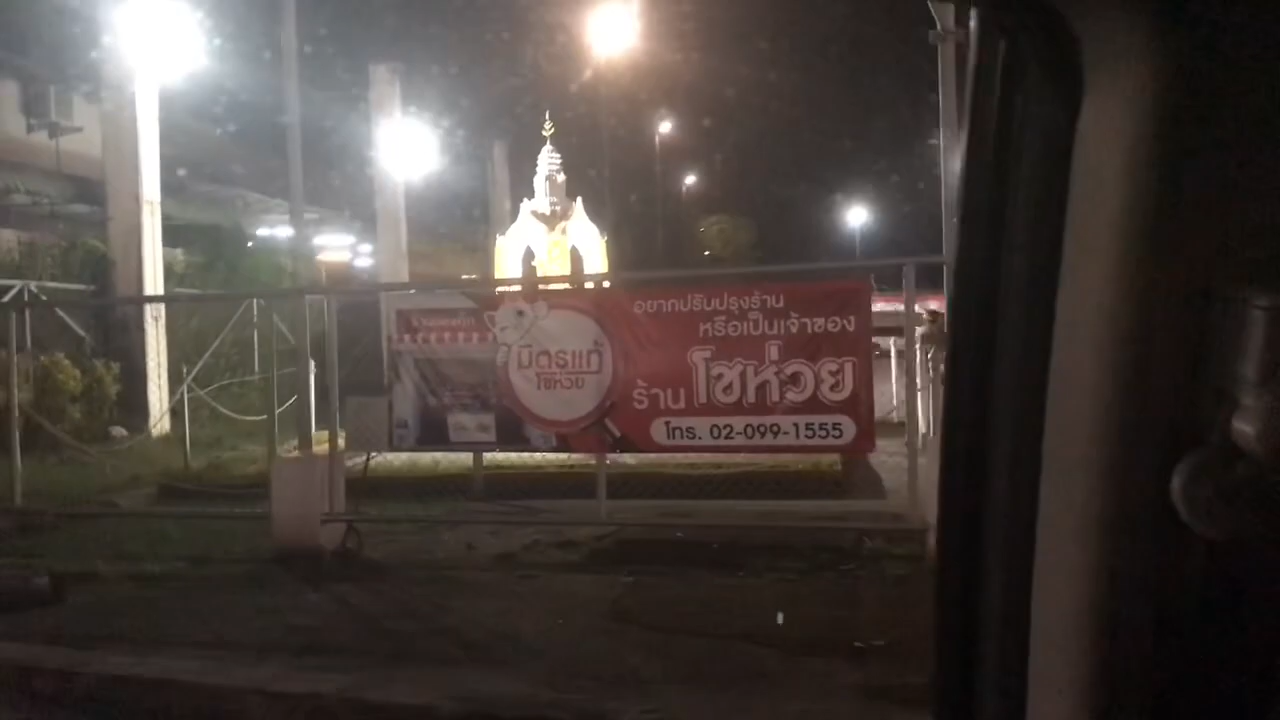 มิตรแท้
โชห่วย
อยากปรับปรุงร้าน
หรือเป็นเจ้าของ
ร้าน โชห่วย
โทร. 02-099-1555